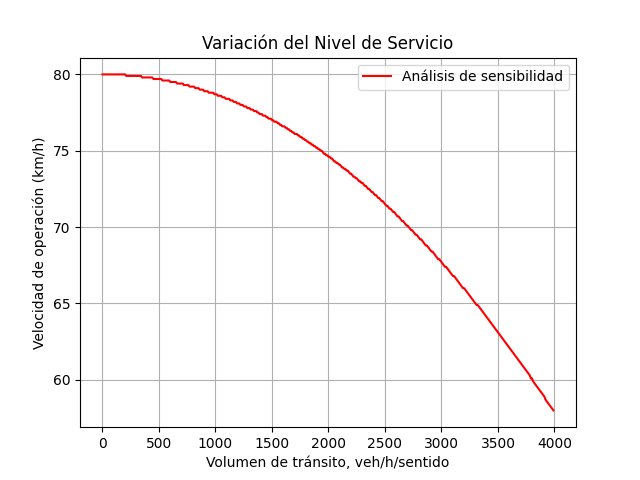 Variación del Nivel de Servicio
Análisis de sensibilidad
Velocidad de operación (km/h)
80
75
70
65
60
0 500 1000 1500 2000 2500 3000 3500 4000
Volumen de tránsito, veh/h/sentido